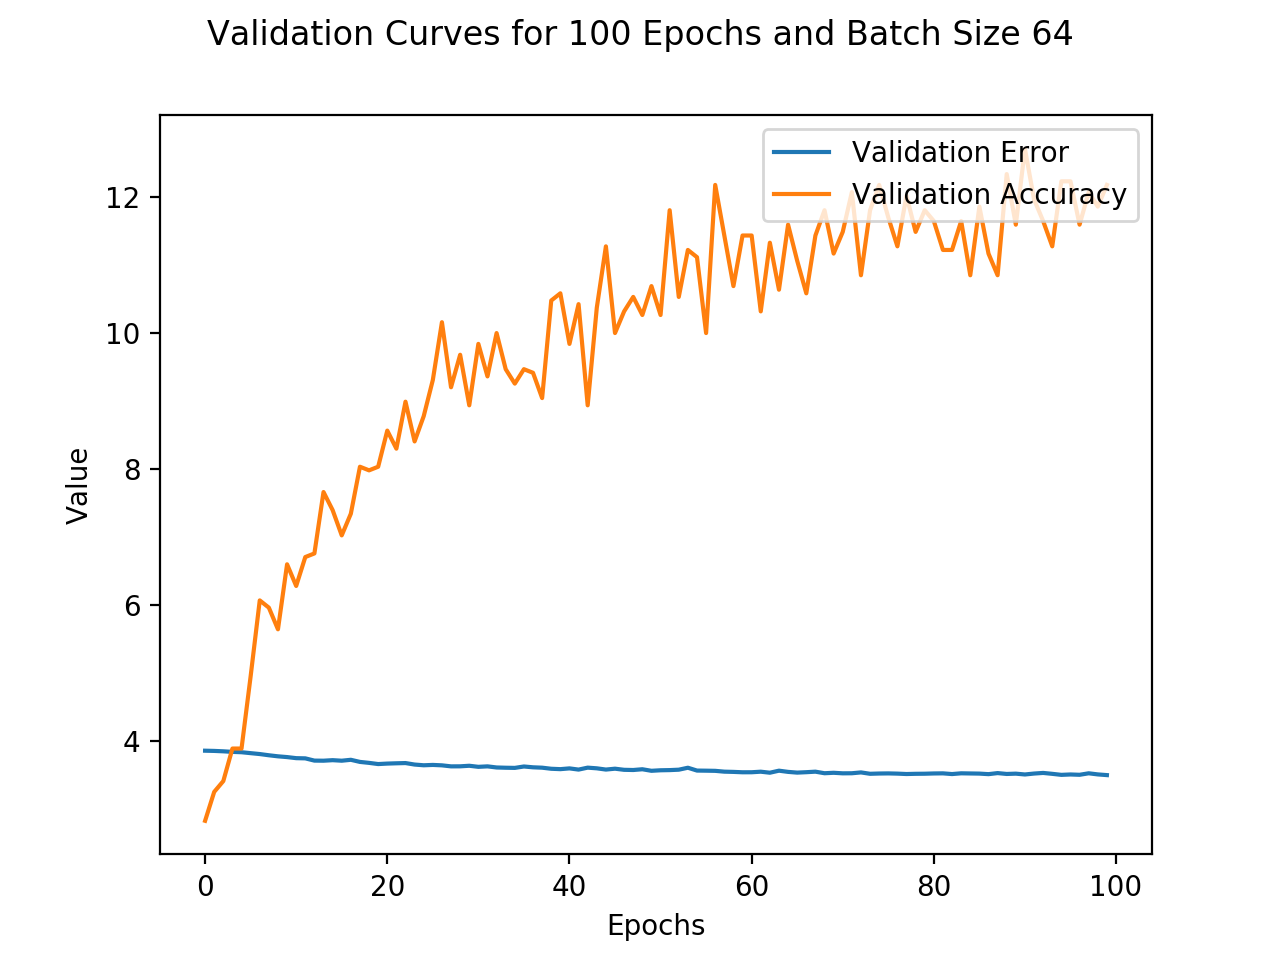 Validation Curves for 100 Epochs and Batch Size 64
Validation Error
Validation Accuracy
12
10
8
6
4
Value
0 20 40 60 80 100
Epochs